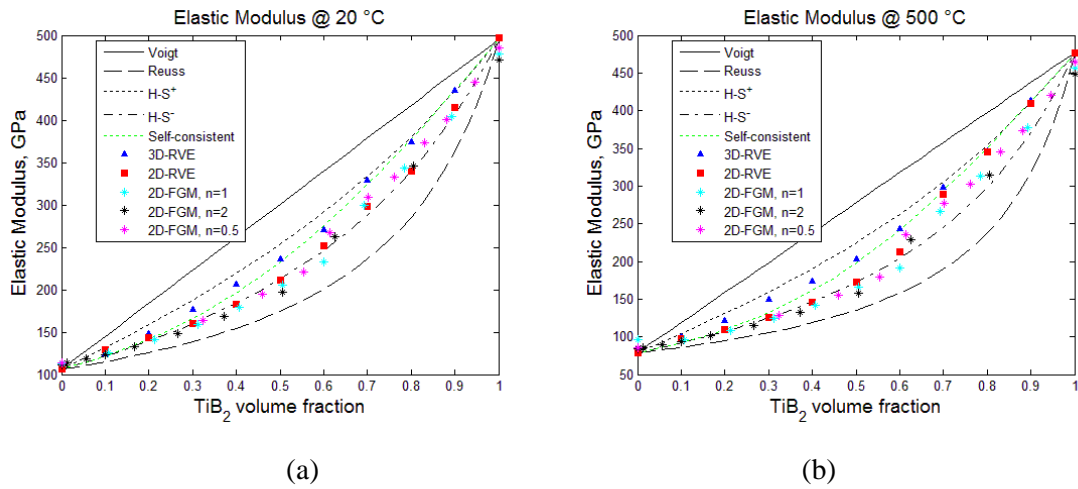 Elastic Modulus @ 20 °C
Elastic Modulus, GPa
500
450
400
350
300
250
200
150
100
Voigt
Reuss
H-S⁺
H-S⁻
Self-consistent
3D-RVE
2D-RVE
2D-FGM, n=1
2D-FGM, n=2
2D-FGM, n=0.5
0 0.1 0.2 0.3 0.4 0.5 0.6 0.7 0.8 0.9 1
TiB₂ volume fraction
(a)
Elastic Modulus @ 500 °C
Elastic Modulus, GPa
500
450
400
350
300
250
200
150
100
50
Voigt
Reuss
H-S⁺
H-S⁻
Self-consistent
3D-RVE
2D-RVE
2D-FGM, n=1
2D-FGM, n=2
2D-FGM, n=0.5
0 0.1 0.2 0.3 0.4 0.5 0.6 0.7 0.8 0.9 1
TiB₂ volume fraction
(b)